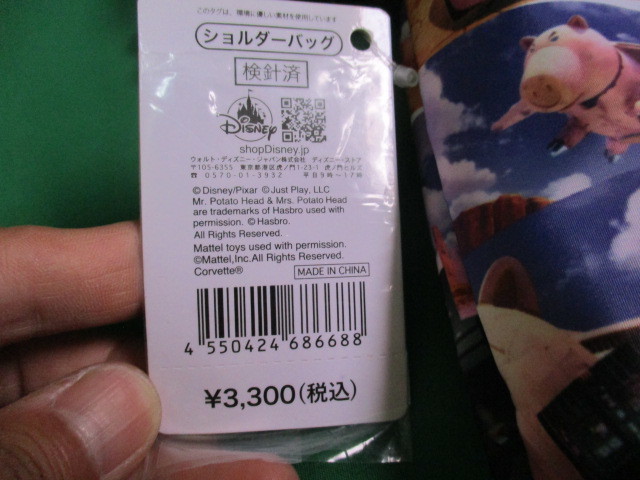 このタグは、環境に優しい素材を使用しています
ショルダーバッグ
検針済
Disney
shopDisney.jp
ウォルト・ディズニー・ジャパン株式会社 ディズニーストア
〒105-6355 東京都港区虎ノ門1-23-1 虎ノ門ヒルズ
☎ 0570-01-3932 平日9時〜17時
©Disney/Pixar ©Just Play, LLC
Mr. Potato Head & Mrs. Potato Head
are trademarks of Hasbro used with
permission. ©Hasbro.
All Rights Reserved.
Mattel toys used with permission.
©Mattel,Inc.All Rights Reserved.
Corvette® MADE IN CHINA
4 550424 686688
¥3,300(税込)